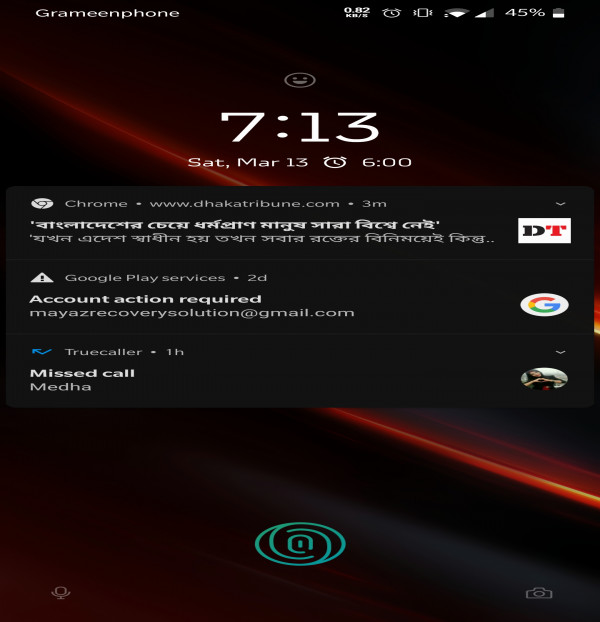 Grameenphone 0.82 KB/S 45%
7:13
Sat, Mar 13 6:00
Chrome • www.dhakatribune.com • 3m
'বাংলাদেশের চেয়ে ধর্মপ্রাণ মানুষ সারা বিশ্বে নেই'
'যখন এদেশ স্বাধীন হয় তখন সবার রক্তের বিনিময়েই কিন্তু..
DT
Google Play services • 2d
Account action required
mayazrecoverysolution@gmail.com
G
Truecaller • 1h
Missed call
Medha